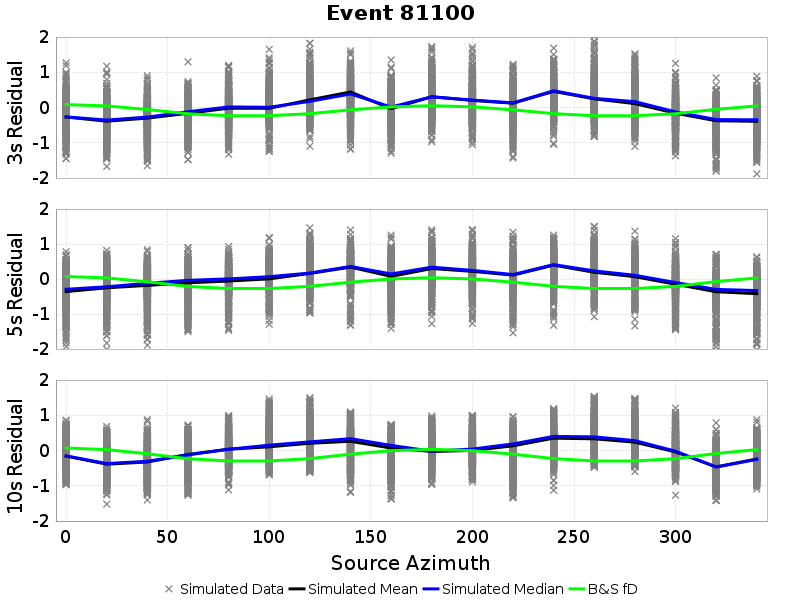 Event 81100
3s Residual
2
1
0
-1
-2
5s Residual
2
1
0
-1
-2
10s Residual
2
1
0
-1
-2
0 50 100 150 200 250 300
Source Azimuth
Simulated Data Simulated Mean Simulated Median B&S fD